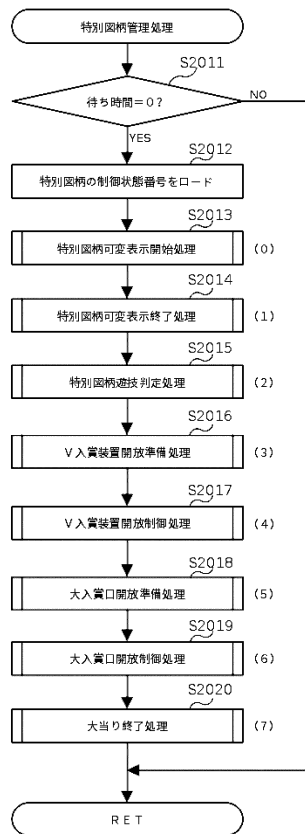 特別図柄管理処理
S2011
待ち時間＝0？
NO
YES
S2012
特別図柄の制御状態番号をロード
S2013
特別図柄可変表示開始処理
(0)
S2014
特別図柄可変表示終了処理
(1)
S2015
特別図柄遊技判定処理
(2)
S2016
V入賞装置開放準備処理
(3)
S2017
V入賞装置開放制御処理
(4)
S2018
大入賞口開放準備処理
(5)
S2019
大入賞口開放制御処理
(6)
S2020
大当り終了処理
(7)
RET